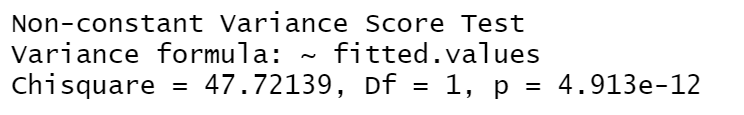 Non-constant Variance Score Test
Variance formula: ~ fitted.values
Chisquare = 47.72139, Df = 1, p = 4.913e-12